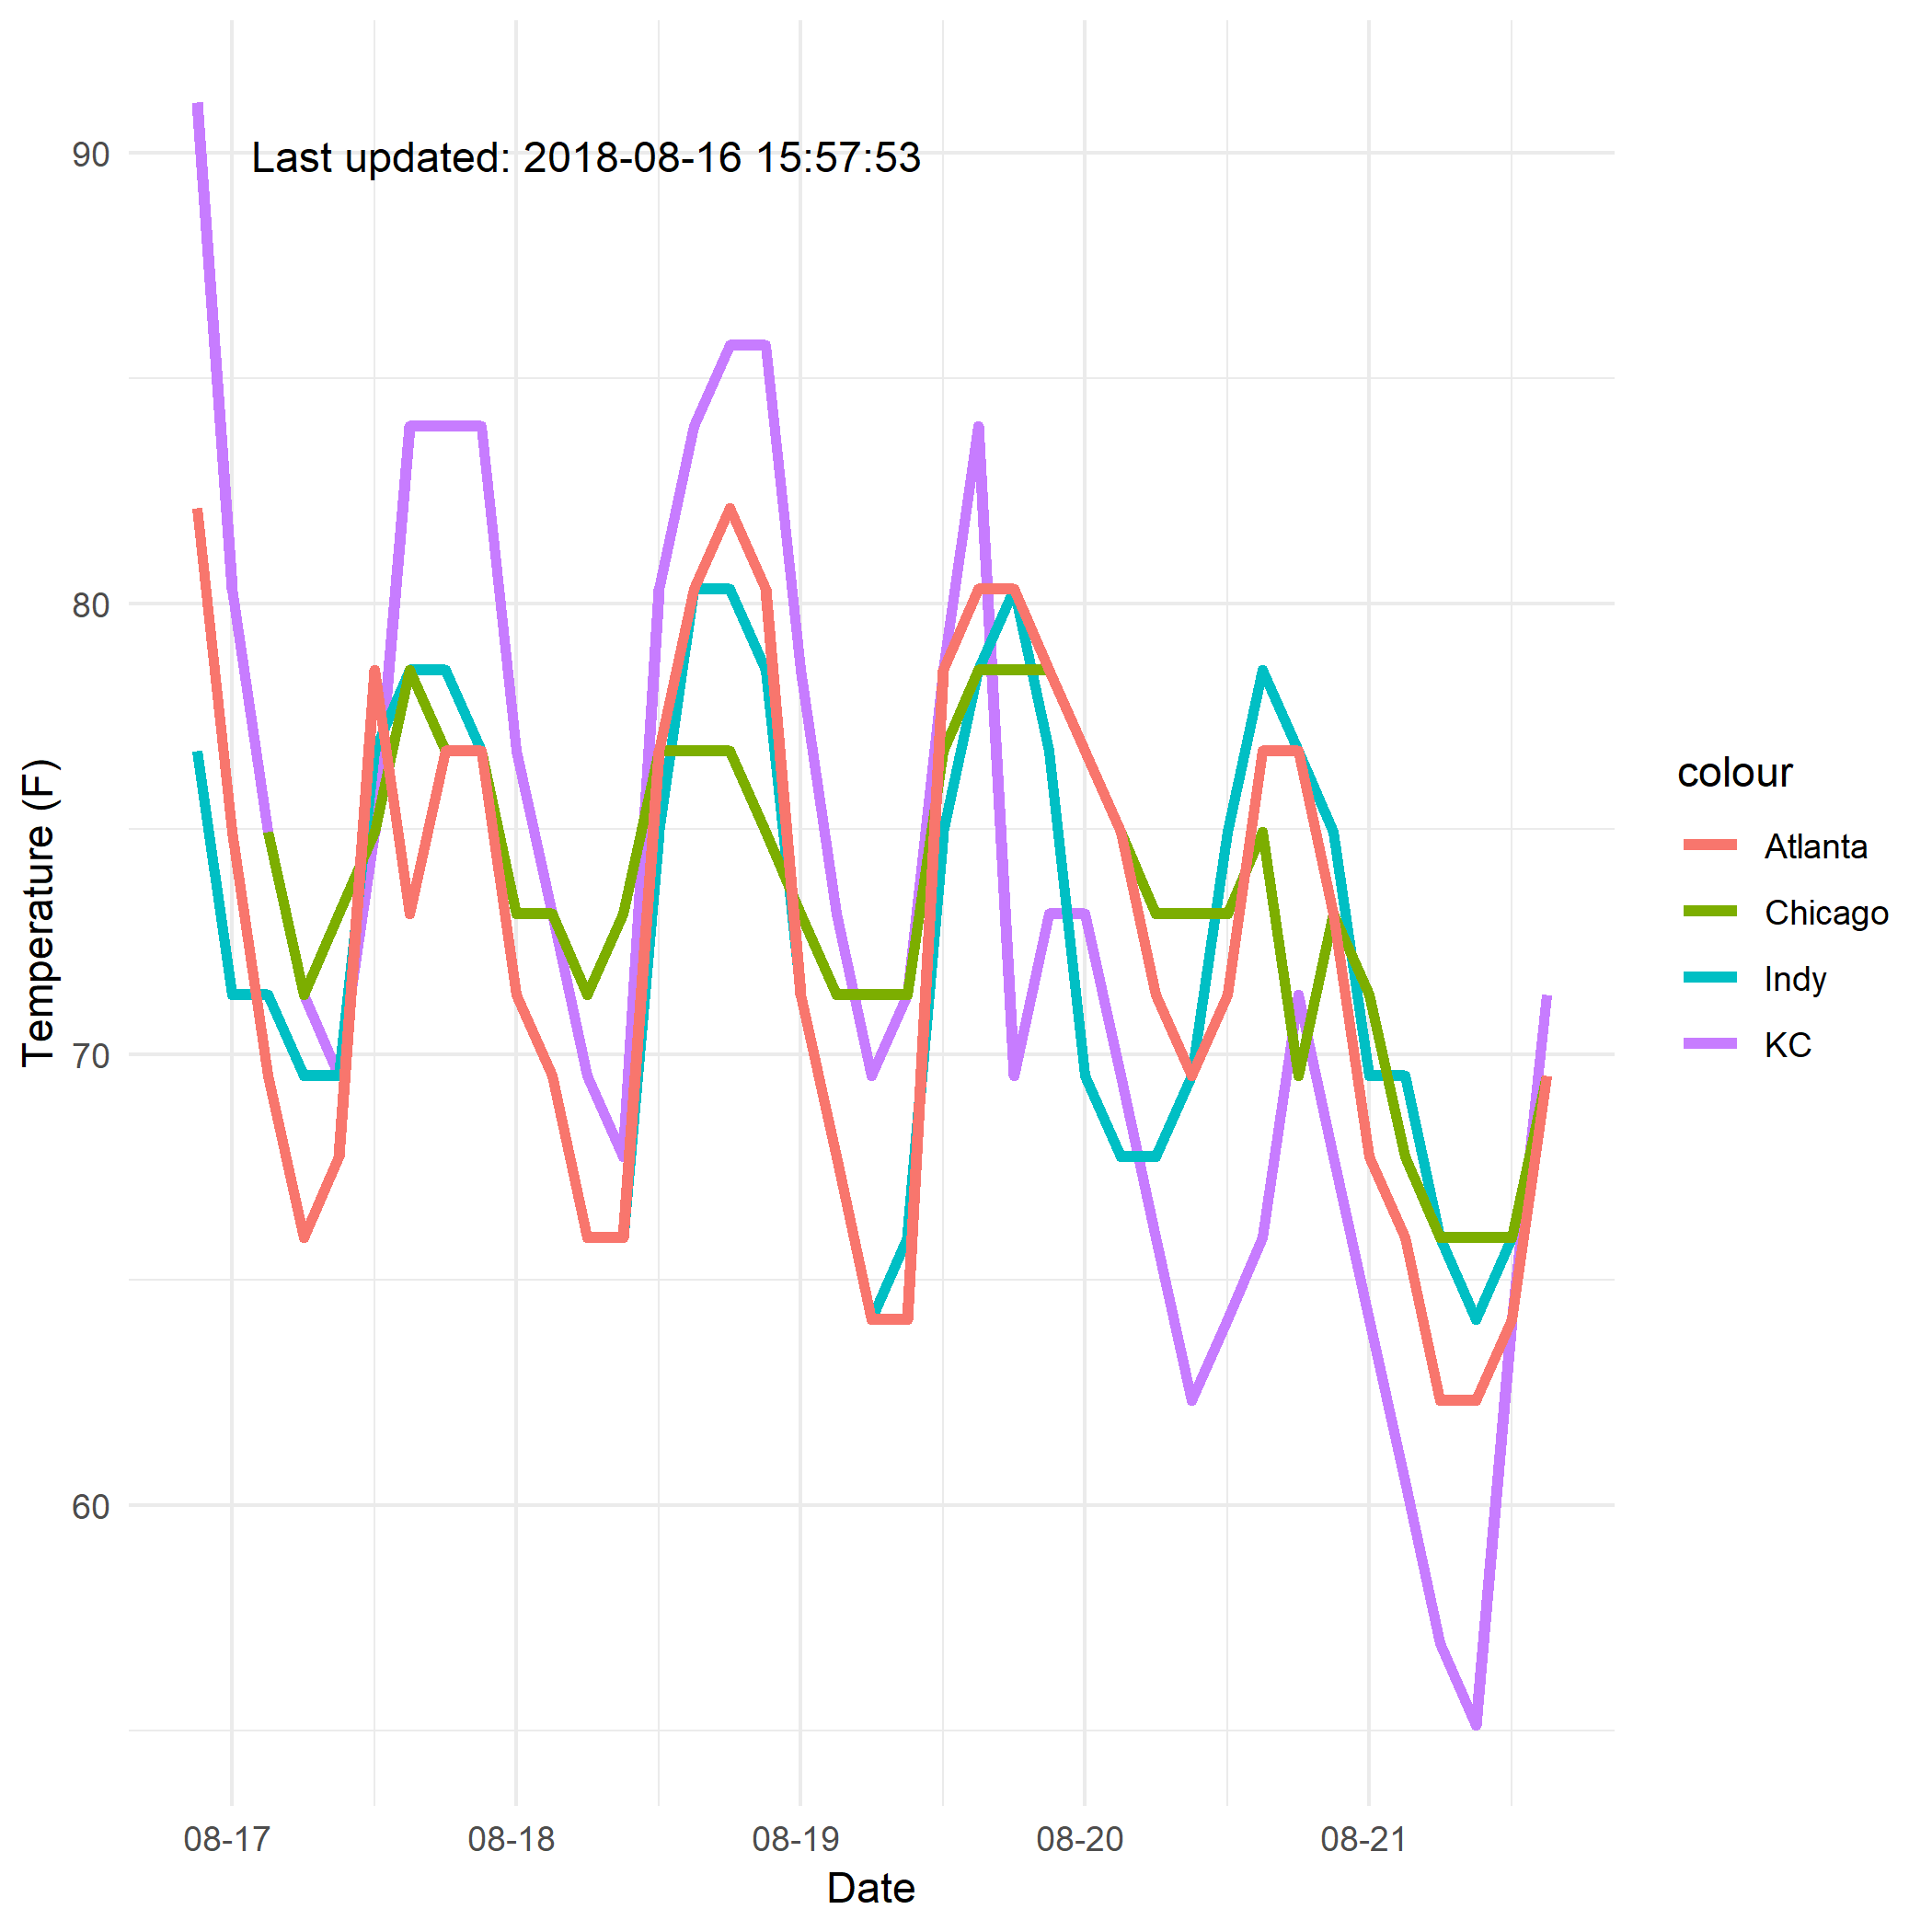 Last updated: 2018-08-16 15:57:53
90
80
70
60
Temperature (F)
08-17 08-18 08-19 08-20 08-21
Date
colour
Atlanta
Chicago
Indy
KC